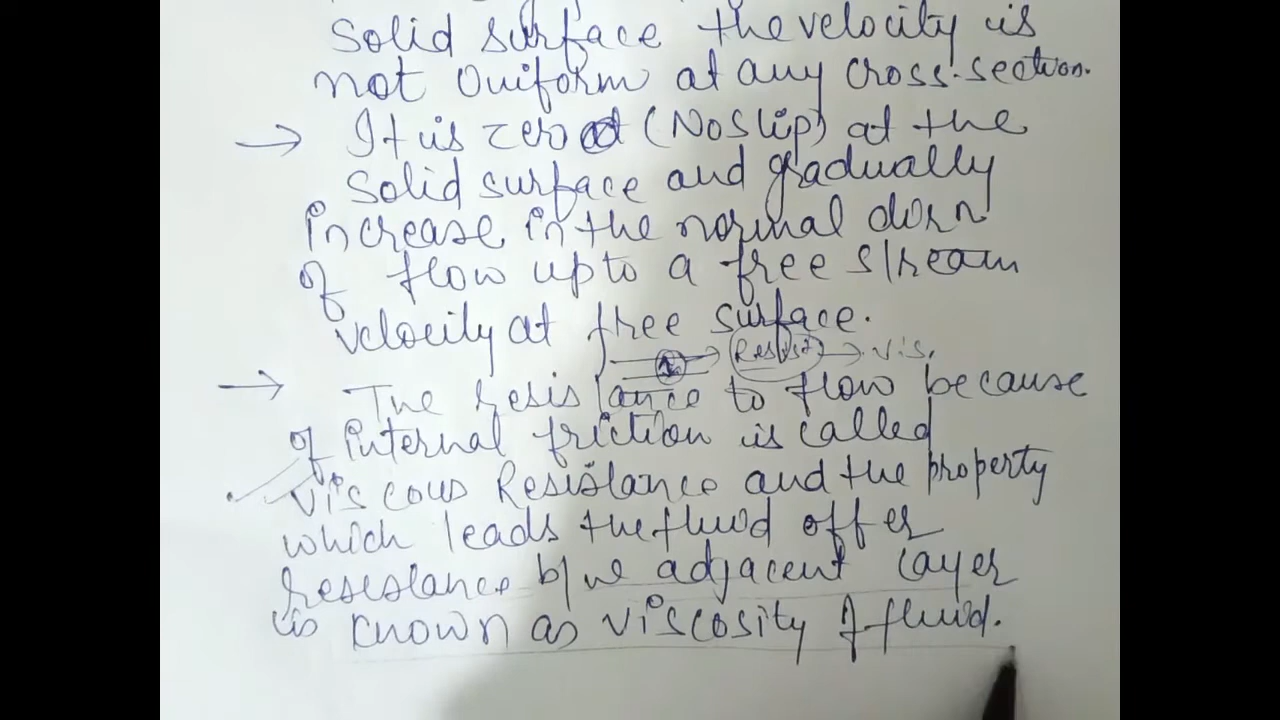 Solid surface the velocity is
not Uniform at any cross-section.
→ It is zero (No Slip) at the
Solid surface and gradually
increase in the normal dirn
of flow up to a free stream
velocity at free surface.
Resist → vis.
→ The resistance to flow because
of internal friction is called
Viscous Resistance and the property
which leads the fluid offer
resistance b/w adjacent layer
is known as viscosity of fluid.